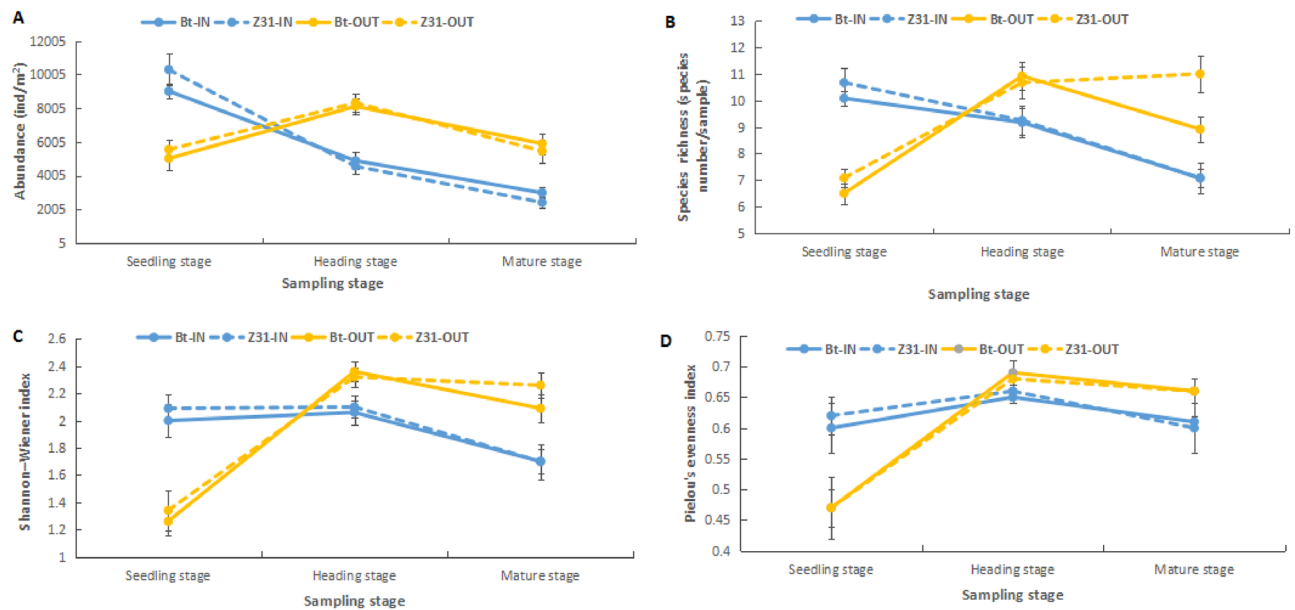 A
Bt-IN Z31-IN Bt-OUT Z31-OUT
Abundance (ind/m²)
12005
10005
8005
6005
4005
2005
5
Seedling stage Heading stage Mature stage
Sampling stage
B
Bt-IN Z31-IN Bt-OUT Z31-OUT
Species richness (species
number/sample)
13
12
11
10
9
8
7
6
5
Seedling stage Heading stage Mature stage
Sampling stage
C
Bt-IN Z31-IN Bt-OUT Z31-OUT
Shannon–Wiener index
2.6
2.4
2.2
2
1.8
1.6
1.4
1.2
1
Seedling stage Heading stage Mature stage
Sampling stage
D
Bt-IN Z31-IN Bt-OUT Z31-OUT
Pielou's evenness index
0.75
0.7
0.65
0.6
0.55
0.5
0.45
0.4
Seedling stage Heading stage Mature stage
Sampling stage